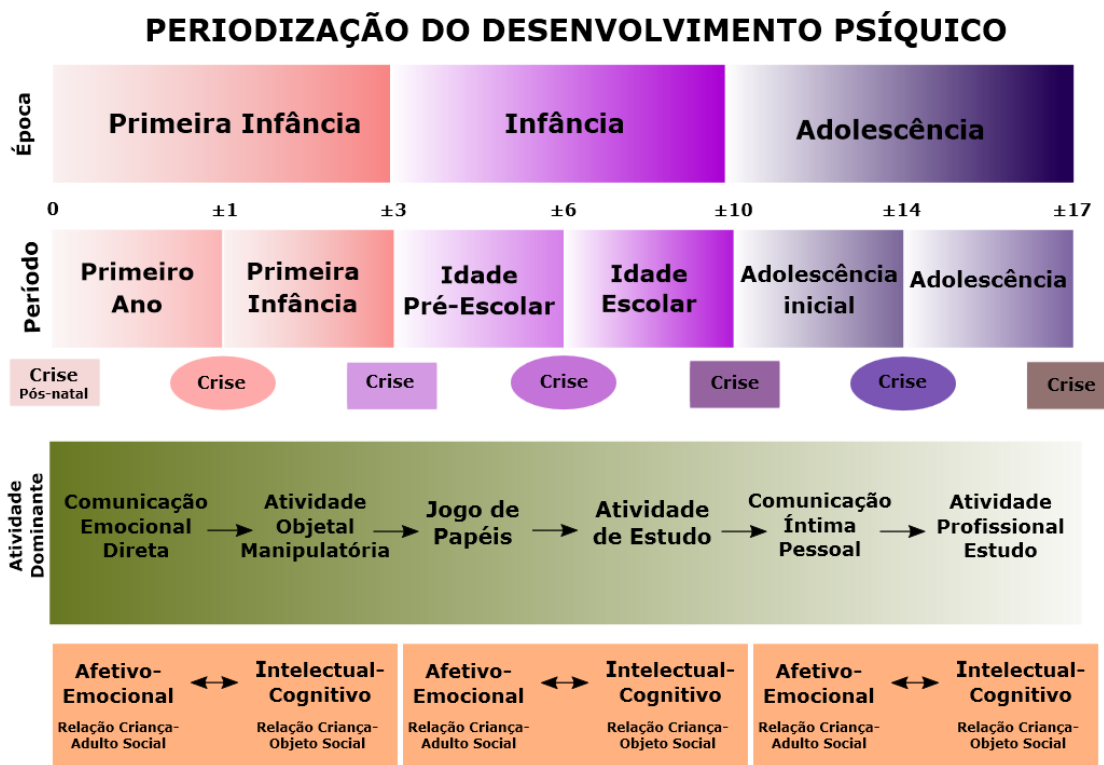 PERIODIZAÇÃO DO DESENVOLVIMENTO PSÍQUICO
Época
Primeira Infância
Infância
Adolescência
0 ±1 ±3 ±6 ±10 ±14 ±17
Período
Primeiro
Ano
Primeira
Infância
Idade
Pré-Escolar
Idade
Escolar
Adolescência
inicial
Adolescência
Crise
Pós-natal
Crise
Crise
Crise
Crise
Crise
Crise
Atividade
Dominante
Comunicação
Emocional
Direta
Atividade
Objetal
Manipulatória
Jogo de
Papéis
Atividade
de Estudo
Comunicação
Íntima
Pessoal
Atividade
Profissional
Estudo
Afetivo-
Emocional
Relação Criança-
Adulto Social
Intelectual-
Cognitivo
Relação Criança-
Objeto Social
Afetivo-
Emocional
Relação Criança-
Adulto Social
Intelectual-
Cognitivo
Relação Criança-
Objeto Social
Afetivo-
Emocional
Relação Criança-
Adulto Social
Intelectual-
Cognitivo
Relação Criança-
Objeto Social